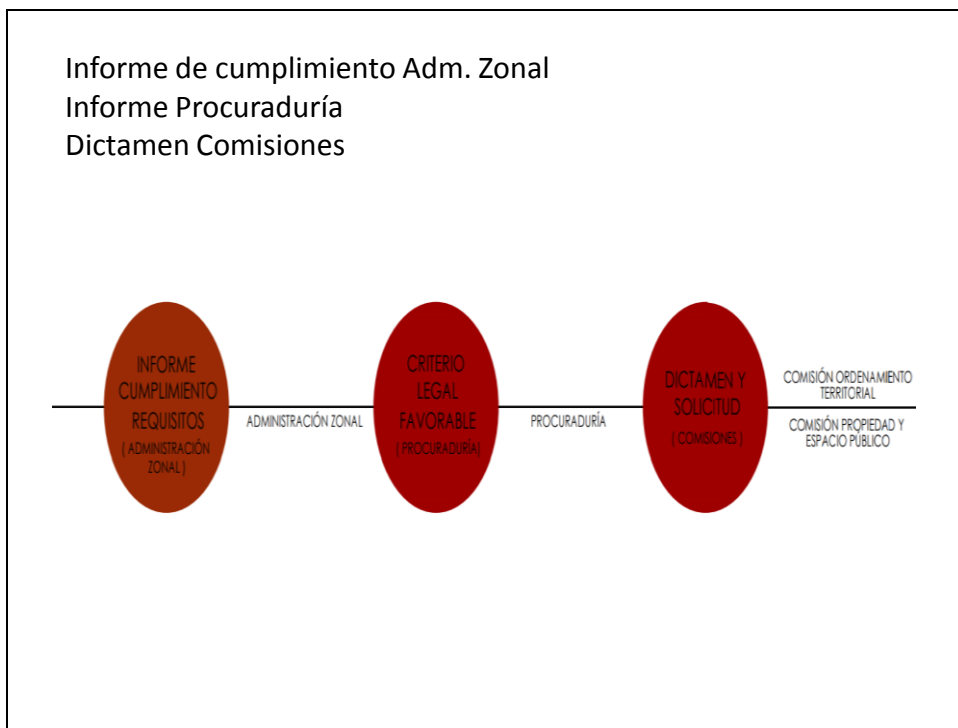 Informe de cumplimiento Adm. Zonal
Informe Procuraduría
Dictamen Comisiones
INFORME
CUMPLIMIENTO
REQUISITOS
( ADMINISTRACIÓN
ZONAL )
ADMINISTRACIÓN ZONAL
CRITERIO
LEGAL
FAVORABLE
( PROCURADURÍA)
PROCURADURÍA
DICTAMEN Y
SOLICITUD
( COMISIONES )
COMISIÓN ORDENAMIENTO
TERRITORIAL
COMISIÓN PROPIEDAD Y
ESPACIO PÚBLICO